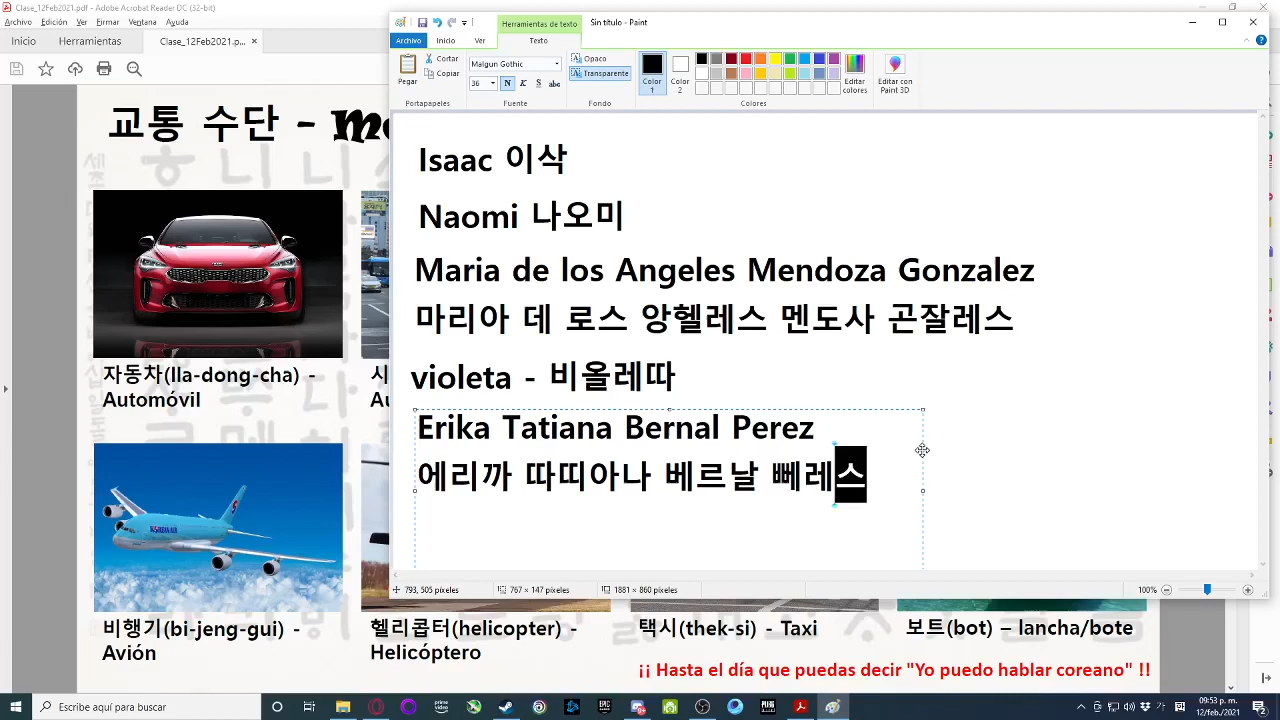 Clase_12Feb2021.pdf - Adobe Acrobat Reader DC (32-bit)
Archivo Edición Ver Firmar Ventana Ayuda
Inicio Herramientas Clase_12Feb2021.p...
Herramientas de texto Sin título - Paint
Archivo Inicio Ver Texto
Pegar Cortar Copiar
Portapapeles
Malgun Gothic
36 N K S abc
Fuente
Opaco
Transparente
Fondo
Color 1 Color 2 Editar colores Editar con Paint 3D
Colores
교통 수단 -
Isaac 이삭
Naomi 나오미
Maria de los Angeles Mendoza Gonzalez
마리아 데 로스 앙헬레스 멘도사 곤잘레스
violeta - 비올레따
Erika Tatiana Bernal Perez
에리까 따띠아나 베르날 뻬레스
793, 505 píxeles 767 × 147 píxeles 1881 × 860 píxeles 100%
자동차(lla-dong-cha) -
Automóvil
비행기(bi-jeng-gui) -
Avión
헬리콥터(helicopter) -
Helicóptero
택시(thek-si) - Taxi
보트(bot) – lancha/bote
KOREAN AIR
¡¡ Hasta el día que puedas decir "Yo puedo hablar coreano" !!
Escribe aquí para buscar
prime video
EPIC
PUBG
09:53 p. m.
12/feb./2021